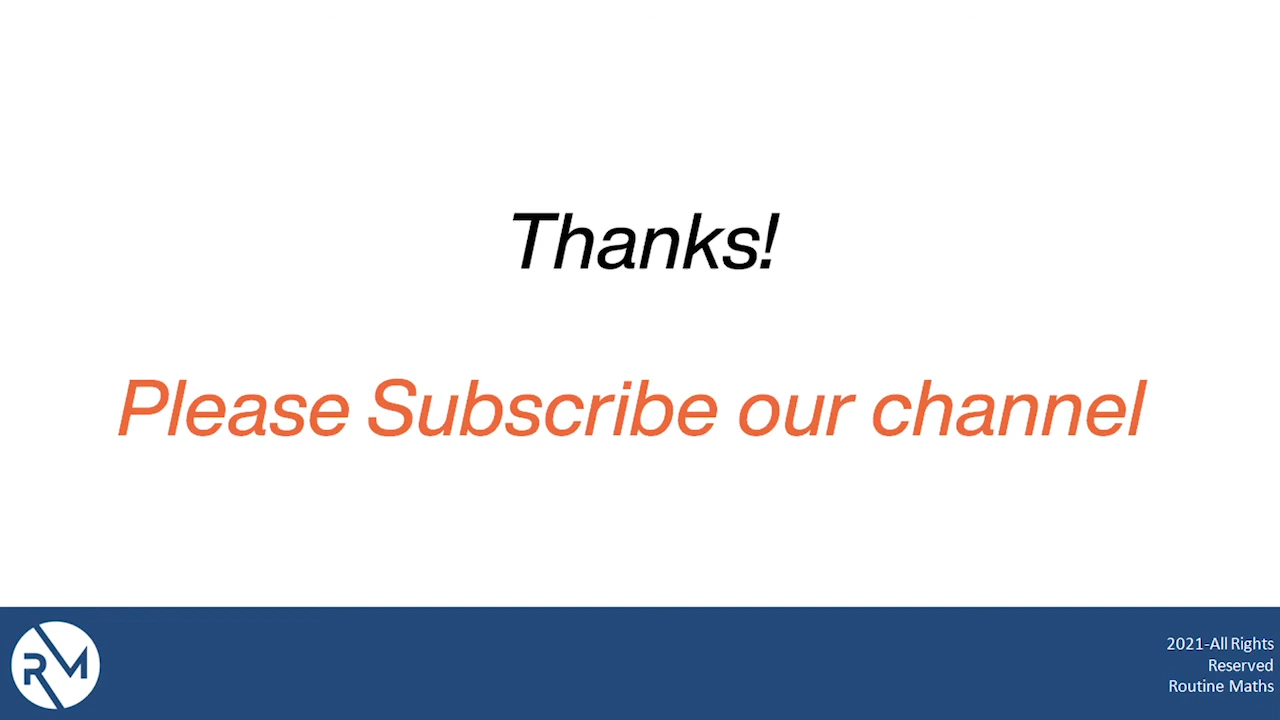 Thanks!
Please Subscribe our channel
RM
2021-All Rights
Reserved
Routine Maths